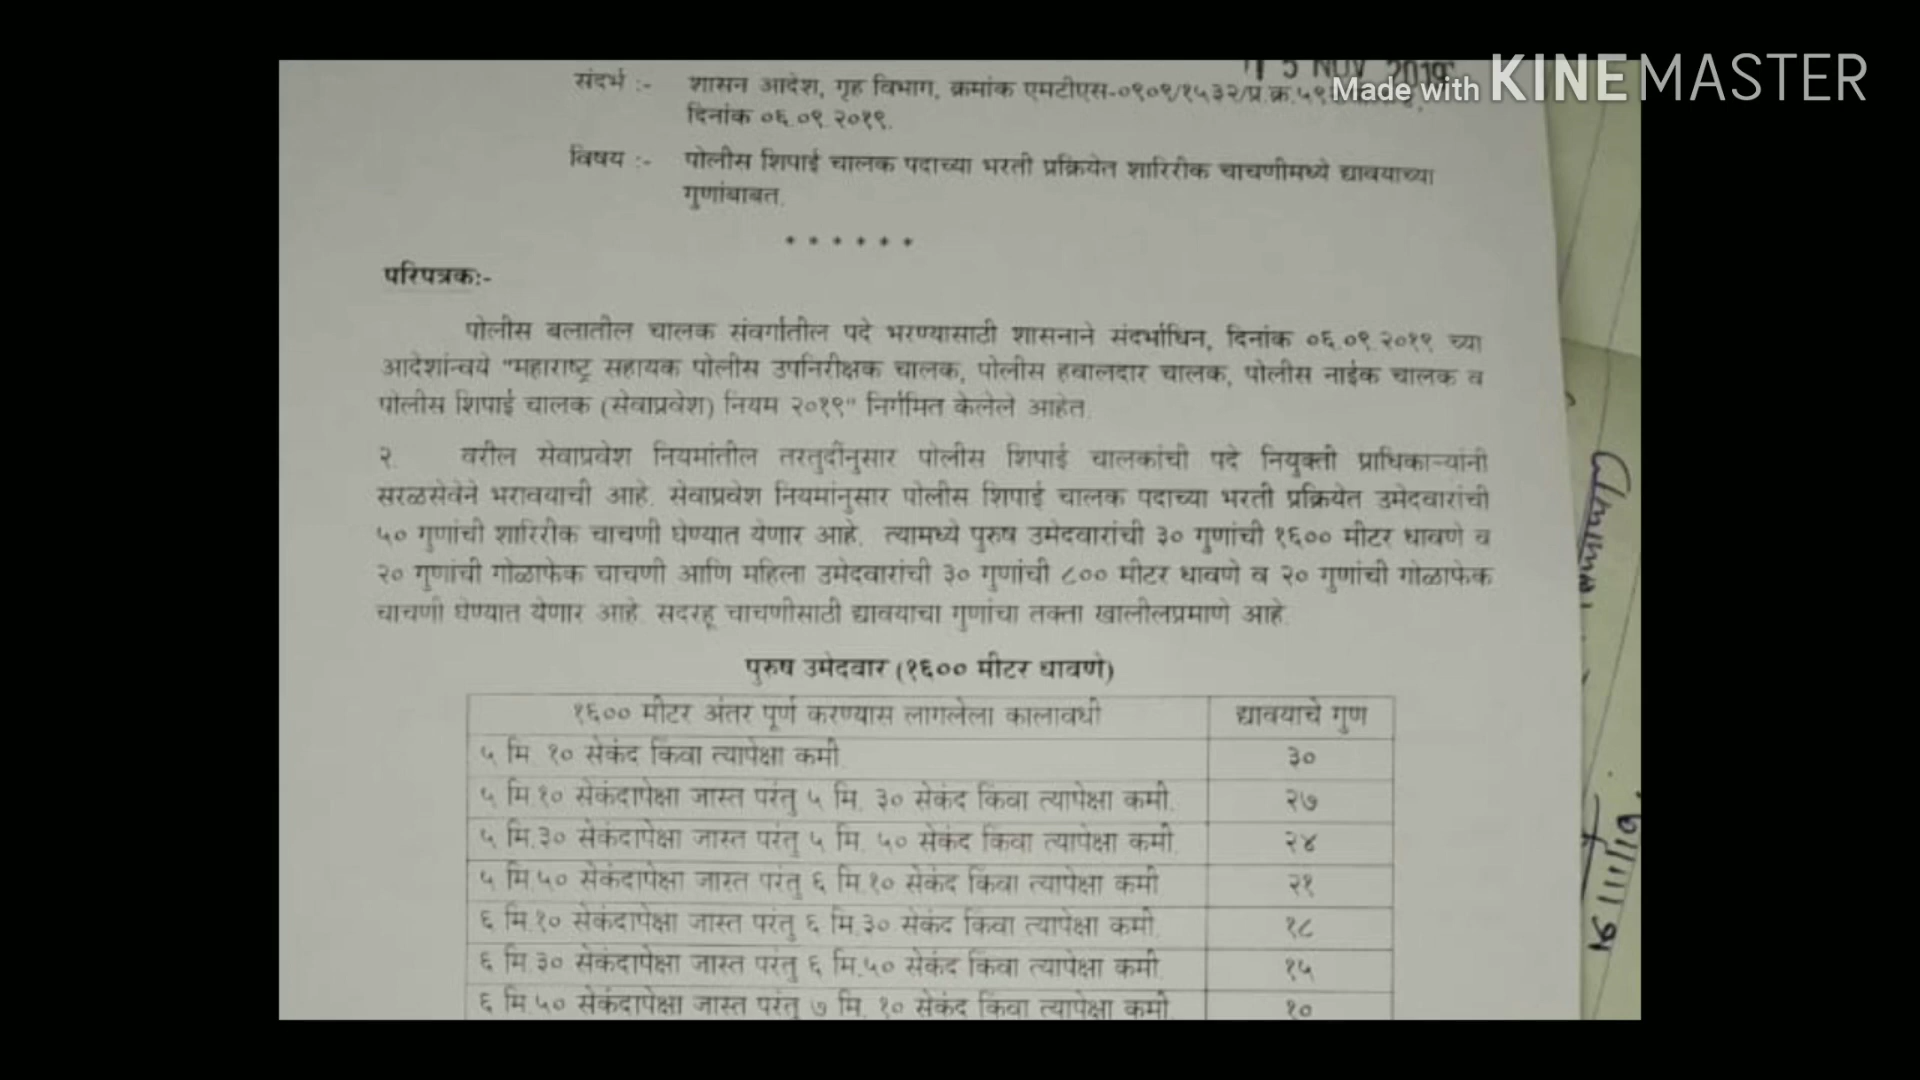 15 NOV 2019
Made with KINEMASTER
संदर्भ :- शासन आदेश, गृह विभाग, क्रमांक एमटीएस-०९०९/१५३२/प्र.क्र.५९
दिनांक ०६.०९.२०१९.
विषय :- पोलीस शिपाई चालक पदाच्या भरती प्रक्रियेत शारिरीक चाचणीमध्ये द्यावयाच्या
गुणांबाबत.
* * * * * *
परिपत्रक:-
पोलीस बलातील चालक संवर्गातील पदे भरण्यासाठी शासनाने संदर्भाधिन, दिनांक ०६.०९.२०१९ च्या
आदेशांन्वये "महाराष्ट्र सहायक पोलीस उपनिरीक्षक चालक, पोलीस हवालदार चालक, पोलीस नाईक चालक व
पोलीस शिपाई चालक (सेवाप्रवेश) नियम २०१९" निर्गमित केलेले आहेत.
२. वरील सेवाप्रवेश नियमांतील तरतुदींनुसार पोलीस शिपाई चालकांची पदे नियुक्ती प्राधिकाऱ्यांनी
सरळसेवेने भरावयाची आहे. सेवाप्रवेश नियमांनुसार पोलीस शिपाई चालक पदाच्या भरती प्रक्रियेत उमेदवारांची
५० गुणांची शारिरीक चाचणी घेण्यात येणार आहे. त्यामध्ये पुरुष उमेदवारांची ३० गुणांची १६०० मीटर धावणे व
२० गुणांची गोळाफेक चाचणी आणि महिला उमेदवारांची ३० गुणांची ८०० मीटर धावणे व २० गुणांची गोळाफेक
चाचणी घेण्यात येणार आहे. सदरहू चाचणीसाठी द्यावयाचा गुणांचा तक्ता खालीलप्रमाणे आहे.
पुरुष उमेदवार (१६०० मीटर धावणे)
१६०० मीटर अंतर पूर्ण करण्यास लागलेला कालावधी द्यावयाचे गुण
५ मि. १० सेकंद किंवा त्यापेक्षा कमी ३०
५ मि.१० सेकंदापेक्षा जास्त परंतु ५ मि. ३० सेकंद किंवा त्यापेक्षा कमी. २७
५ मि.३० सेकंदापेक्षा जास्त परंतु ५ मि. ५० सेकंद किंवा त्यापेक्षा कमी. २४
५ मि.५० सेकंदापेक्षा जास्त परंतु ६ मि.१० सेकंद किंवा त्यापेक्षा कमी २१
६ मि.१० सेकंदापेक्षा जास्त परंतु ६ मि.३० सेकंद किंवा त्यापेक्षा कमी. १८
६ मि.३० सेकंदापेक्षा जास्त परंतु ६ मि.५० सेकंद किंवा त्यापेक्षा कमी १५
६ मि.५० सेकंदापेक्षा जास्त परंतु ७ मि. १० सेकंद किंवा त्यापेक्षा कमी. १०